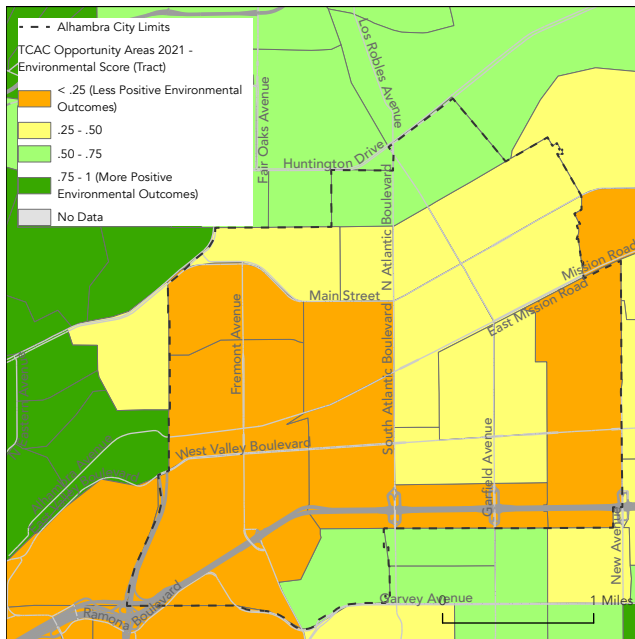 Alhambra City Limits
TCAC Opportunity Areas 2021 -
Environmental Score (Tract)
< .25 (Less Positive Environmental
Outcomes)
.25 - .50
.50 - .75
.75 - 1 (More Positive
Environmental Outcomes)
No Data
Los Robles Avenue
Fair Oaks Avenue
Huntington Drive
N Atlantic Boulevard
Mission Road
East Mission Road
Main Street
Fremont Avenue
South Atlantic Boulevard
Garfield Avenue
West Valley Boulevard
Alhambra Avenue
Boulevard
New Avenue
Ramona Boulevard
Garvey Avenue
0
1 Miles